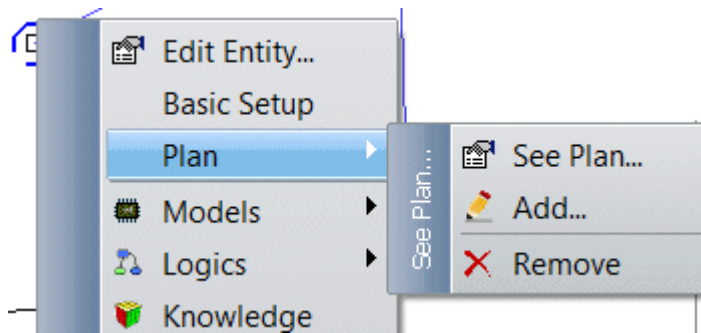 Edit Entity...
Basic Setup
Plan
Models
Logics
Knowledge
See Plan...
See Plan...
Add...
Remove